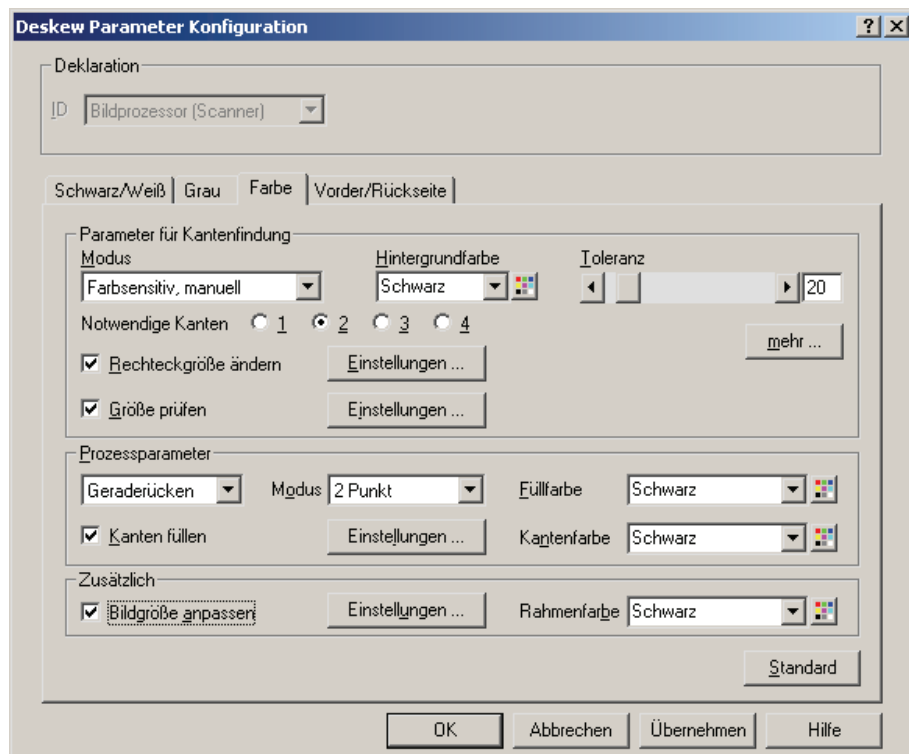 Deskew Parameter Konfiguration
Deklaration
ID Bildprozessor (Scanner)
Schwarz/Weiß Grau Farbe Vorder/Rückseite
Parameter für Kantenfindung
Modus Hintergrundfarbe Toleranz
Farbsensitiv, manuell Schwarz 20
Notwendige Kanten 1 2 3 4
mehr ...
Rechteckgröße ändern Einstellungen ...
Größe prüfen Einstellungen ...
Prozessparameter
Geraderücken Modus 2 Punkt Füllfarbe Schwarz
Kanten füllen Einstellungen ... Kantenfarbe Schwarz
Zusätzlich
Bildgröße anpassen Einstellungen ... Rahmenfarbe Schwarz
Standard
OK Abbrechen Übernehmen Hilfe